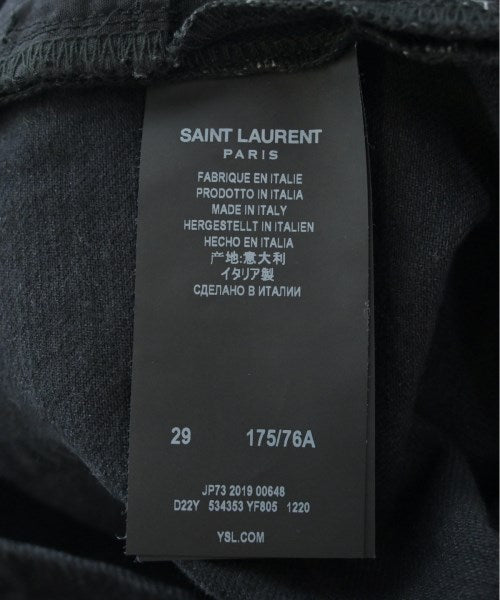 SAINT LAURENT
PARIS
FABRIQUE EN ITALIE
PRODOTTO IN ITALIA
MADE IN ITALY
HERGESTELLT IN ITALIEN
HECHO EN ITALIA
产地:意大利
イタリア製
СДЕЛАНО В ИТАЛИИ
29 175/76A
JP73 2019 00648
D22Y 534353 YF805 1220
YSL.COM